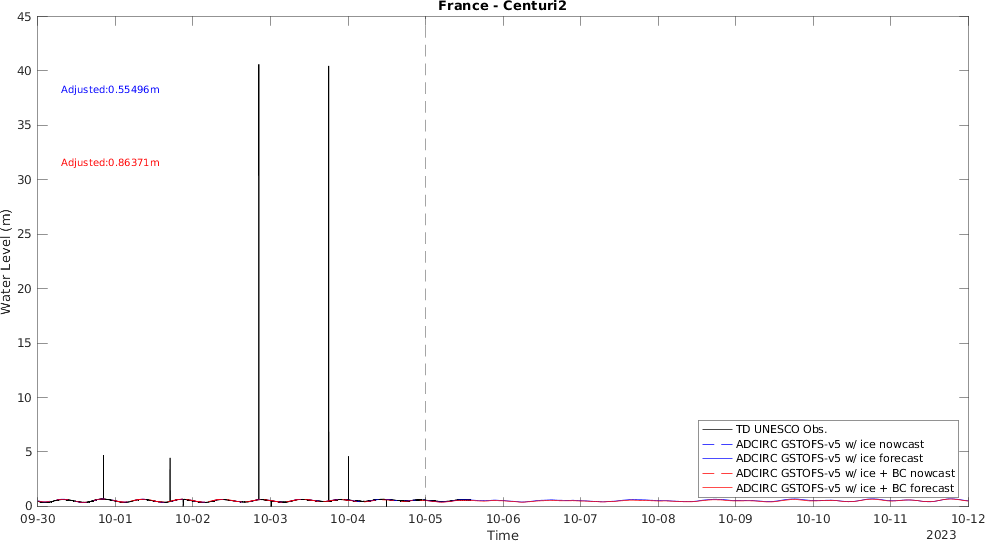 France - Centuri2
45
40
35
30
25
20
15
10
5
0
Water Level (m)
Adjusted:0.55496m
Adjusted:0.86371m
TD UNESCO Obs.
ADCIRC GSTOFS-v5 w/ ice nowcast
ADCIRC GSTOFS-v5 w/ ice forecast
ADCIRC GSTOFS-v5 w/ ice + BC nowcast
ADCIRC GSTOFS-v5 w/ ice + BC forecast
09-30 10-01 10-02 10-03 10-04 10-05 10-06 10-07 10-08 10-09 10-10 10-11 10-12
Time
2023